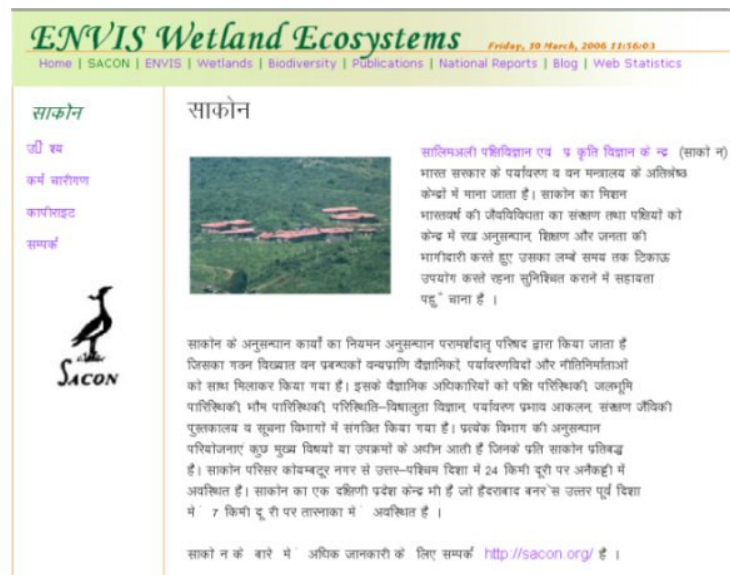 ENVIS Wetland Ecosystems
Friday, 10 March, 2006 11:56:03
Home | SACON | ENVIS | Wetlands | Biodiversity | Publications | National Reports | Blog | Web Statistics
साकोन
उद्दी श्य
कर्म चारीगण
कापीराइट
सम्पर्क
SACON
साकोन
सालिमअली पक्षिविज्ञान एवं प्र कृति विज्ञान के न्द्र (साको न)
भारत सरकार के पर्यावरण व वन मन्त्रालय के अतिश्रेष्ठ
केन्द्रों में माना जाता है। साकोन का मिशन
भारतवर्ष की जैवविविधता का संरक्षण तथा पक्षियों को
केन्द्र में रख अनुसन्धान, शिक्षण और जनता की
भागीदारी करते हुए उसका लम्बे समय तक टिकाऊ
उपयोग करते रहना सुनिश्चित कराने में सहायता
पहुँ चाना है ।
साकोन के अनुसन्धान कार्यों का नियमन अनुसन्धान परामर्शदातृ परिषद द्वारा किया जाता है
जिसका गठन विख्यात वन प्रबन्धकों वन्यप्राणि वैज्ञानिकों, पर्यावरणविदों और नीतिनिर्माताओं
को साथ मिलाकर किया गया है। इसके वैज्ञानिक अधिकारियों को पक्षि परिस्थिकी, जलभूमि
पारिस्थिकी, भौम पारिस्थिकी, परिस्थिति–विषालुता विज्ञान, पर्यावरण प्रभाव आकलन, संरक्षण जैविकी
पुस्तकालय व सूचना विभागों में संगठित किया गया है। प्रत्येक विभाग की अनुसन्धान
परियोजनाएं कुछ मुख्य विषयों या उपक्रमों के अधीन आती हैं जिनके प्रति साकोन प्रतिबद्ध
है। साकोन परिसर कोयम्बटूर नगर से उत्तर–पश्चिम दिशा में 24 किमी दूरी पर अनैकट्टी में
अवस्थित है। साकोन का एक दक्षिणी प्रदेश केन्द्र भी है जो हैदराबाद बनर्स उत्तर पूर्व दिशा
में 7 किमी दू री पर तारनाका में अवस्थित है ।
साको न के बारे में अधिक जानकारी के लिए सम्पर्क http://sacon.org/ है ।